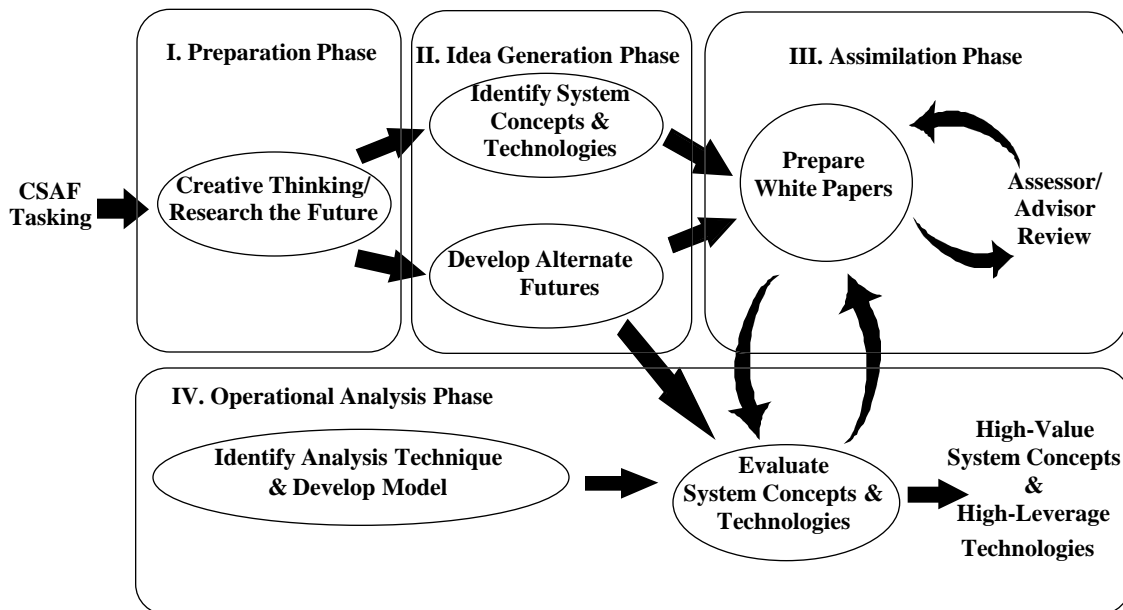 I. Preparation Phase
II. Idea Generation Phase
III. Assimilation Phase
CSAF
Tasking
Creative Thinking/
Research the Future
Identify System
Concepts &
Technologies
Develop Alternate
Futures
Prepare
White Papers
Assessor/
Advisor
Review
IV. Operational Analysis Phase
Identify Analysis Technique
& Develop Model
Evaluate
System Concepts &
Technologies
High-Value
System Concepts
&
High-Leverage
Technologies